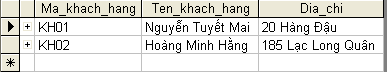 Ma_khach_hang Ten_khach_hang Dia_chi
KH01 Nguyễn Tuyết Mai 20 Hàng Đậu
KH02 Hoàng Minh Hằng 185 Lạc Long Quân